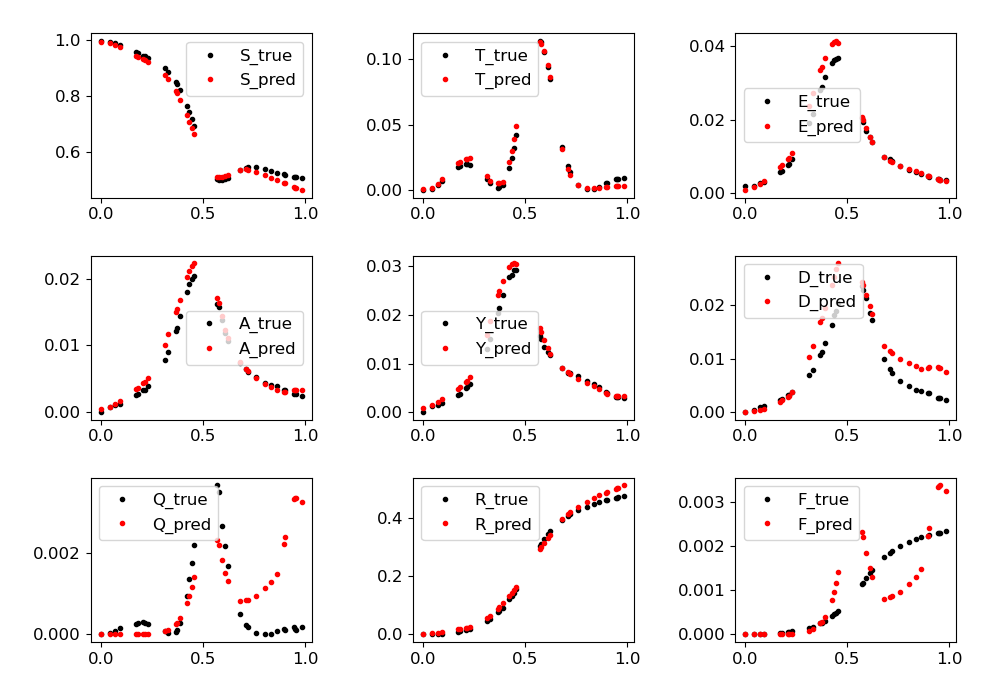 1.0
0.8
0.6
S_true
S_pred
0.0 0.5 1.0
0.10
0.05
0.00
T_true
T_pred
0.0 0.5 1.0
0.04
0.02
0.00
E_true
E_pred
0.0 0.5 1.0
0.02
0.01
0.00
A_true
A_pred
0.0 0.5 1.0
0.03
0.02
0.01
0.00
Y_true
Y_pred
0.0 0.5 1.0
0.02
0.01
0.00
D_true
D_pred
0.0 0.5 1.0
0.002
0.000
Q_true
Q_pred
0.0 0.5 1.0
0.4
0.2
0.0
R_true
R_pred
0.0 0.5 1.0
0.003
0.002
0.001
0.000
F_true
F_pred
0.0 0.5 1.0